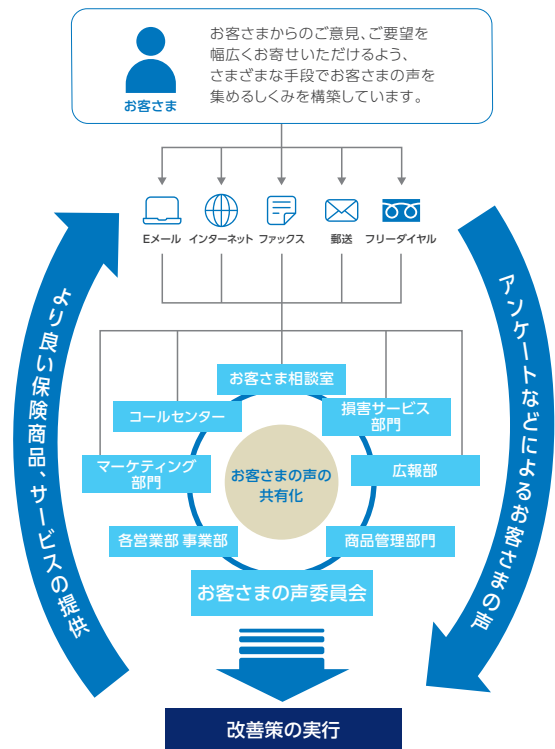 お客さまからのご意見、ご要望を
幅広くお寄せいただけるよう、
さまざまな手段でお客さまの声を
集めるしくみを構築しています。
お客さま
Eメール
インターネット
ファックス
郵送
フリーダイヤル
より良い保険商品、サービスの提供
アンケートなどによるお客さまの声
お客さま相談室
コールセンター
損害サービス
部門
マーケティング
部門
お客さまの声の
共有化
広報部
各営業部 事業部
商品管理部門
お客さまの声委員会
改善策の実行